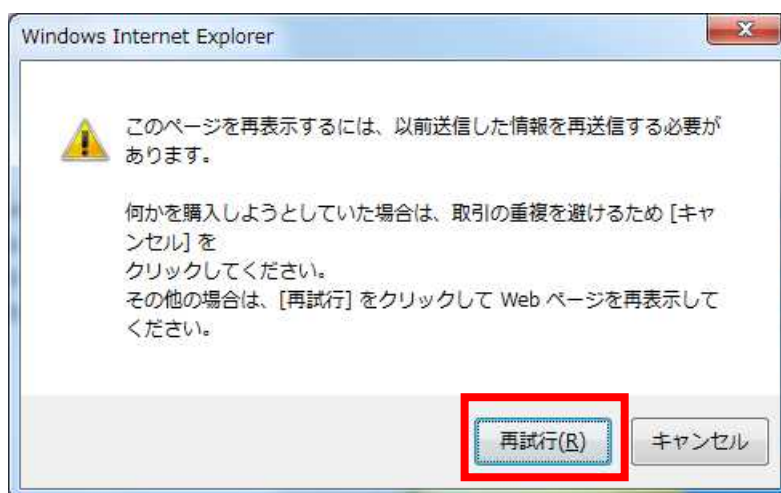 Windows Internet Explorer
このページを再表示するには、以前送信した情報を再送信する必要が
あります。
何かを購入しようとしていた場合は、取引の重複を避けるため [キャ
ンセル] を
クリックしてください。
その他の場合は、[再試行] をクリックして Web ページを再表示して
ください。
再試行(R)
キャンセル